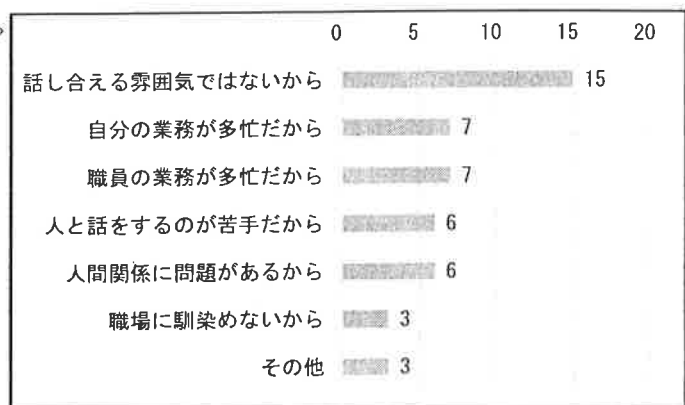 0 5 10 15 20
話し合える雰囲気ではないから 15
自分の業務が多忙だから 7
職員の業務が多忙だから 7
人と話をするのが苦手だから 6
人間関係に問題があるから 6
職場に馴染めないから 3
その他 3